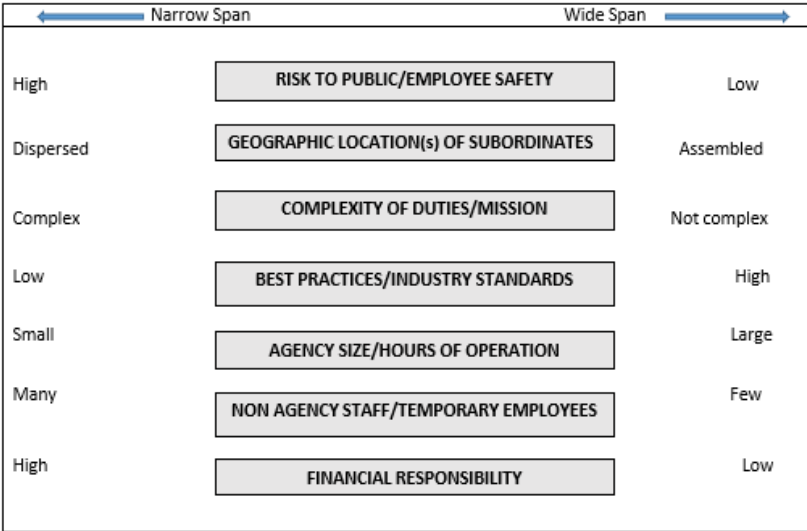 Narrow Span Wide Span
High RISK TO PUBLIC/EMPLOYEE SAFETY Low
Dispersed GEOGRAPHIC LOCATION(s) OF SUBORDINATES Assembled
Complex COMPLEXITY OF DUTIES/MISSION Not complex
Low BEST PRACTICES/INDUSTRY STANDARDS High
Small AGENCY SIZE/HOURS OF OPERATION Large
Many NON AGENCY STAFF/TEMPORARY EMPLOYEES Few
High FINANCIAL RESPONSIBILITY Low